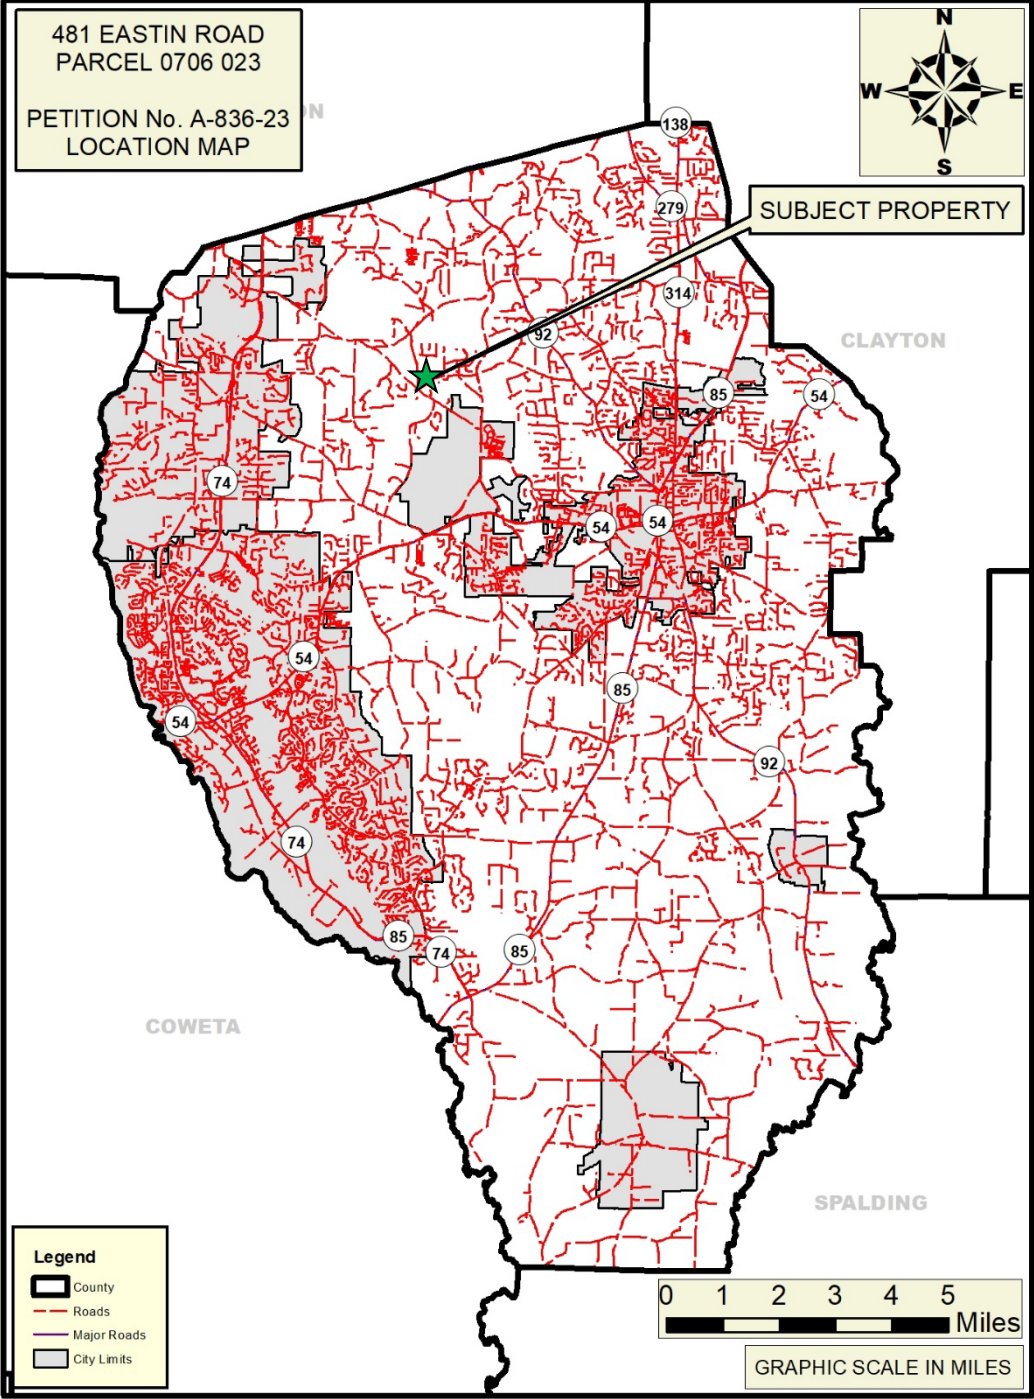 481 EASTIN ROAD
PARCEL 0706 023
PETITION No. A-836-23
LOCATION MAP
ON
N
W
E
S
138
279
SUBJECT PROPERTY
314
92
CLAYTON
85
54
74
54
54
54
85
54
92
74
85
74
85
COWETA
SPALDING
Legend
County
Roads
Major Roads
City Limits
0 1 2 3 4 5
Miles
GRAPHIC SCALE IN MILES